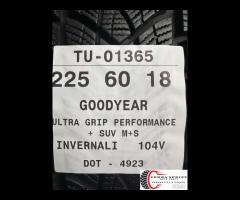 TU-01365
225 60 18
GOODYEAR
ULTRA GRIP PERFORMANCE
+ SUV M+S
INVERNALI 104V
DOT - 4923